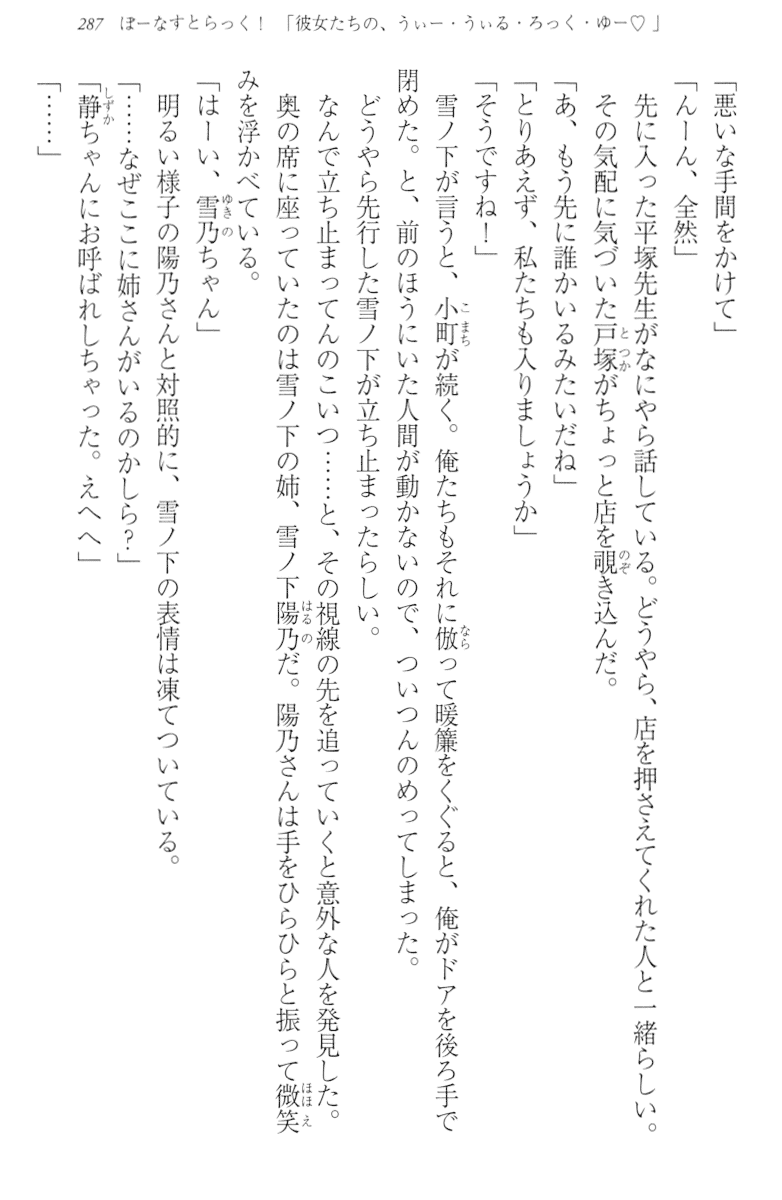 287 ぼーなすとらっく！ 「彼女たちの、うぃー・うぃる・ろっく・ゆー♡」
「悪いな手間をかけて」
「んーん、全然」
　先に入った平塚先生がなにやら話している。どうやら、店を押さえてくれた人と一緒らしい。
　その気配に気づいた戸塚がちょっと店を覗き込んだ。
「あ、もう先に誰かいるみたいだね」
「とりあえず、私たちも入りましょうか」
「そうですね！」
　雪ノ下が言うと、小町が続く。俺たちもそれに倣って暖簾をくぐると、俺がドアを後ろ手で
閉めた。と、前のほうにいた人間が動かないので、ついつんのめってしまった。
　どうやら先行した雪ノ下が立ち止まったらしい。
　なんで立ち止まってんのこいつ……と、その視線の先を追っていくと意外な人を発見した。
　奥の席に座っていたのは雪ノ下の姉、雪ノ下陽乃だ。陽乃さんは手をひらひらと振って微笑
みを浮かべている。
「はーい、雪乃ちゃん」
　明るい様子の陽乃さんと対照的に、雪ノ下の表情は凍てついている。
「……なぜここに姉さんがいるのかしら？」
「静ちゃんにお呼ばれしちゃった。えへへ」
「……」